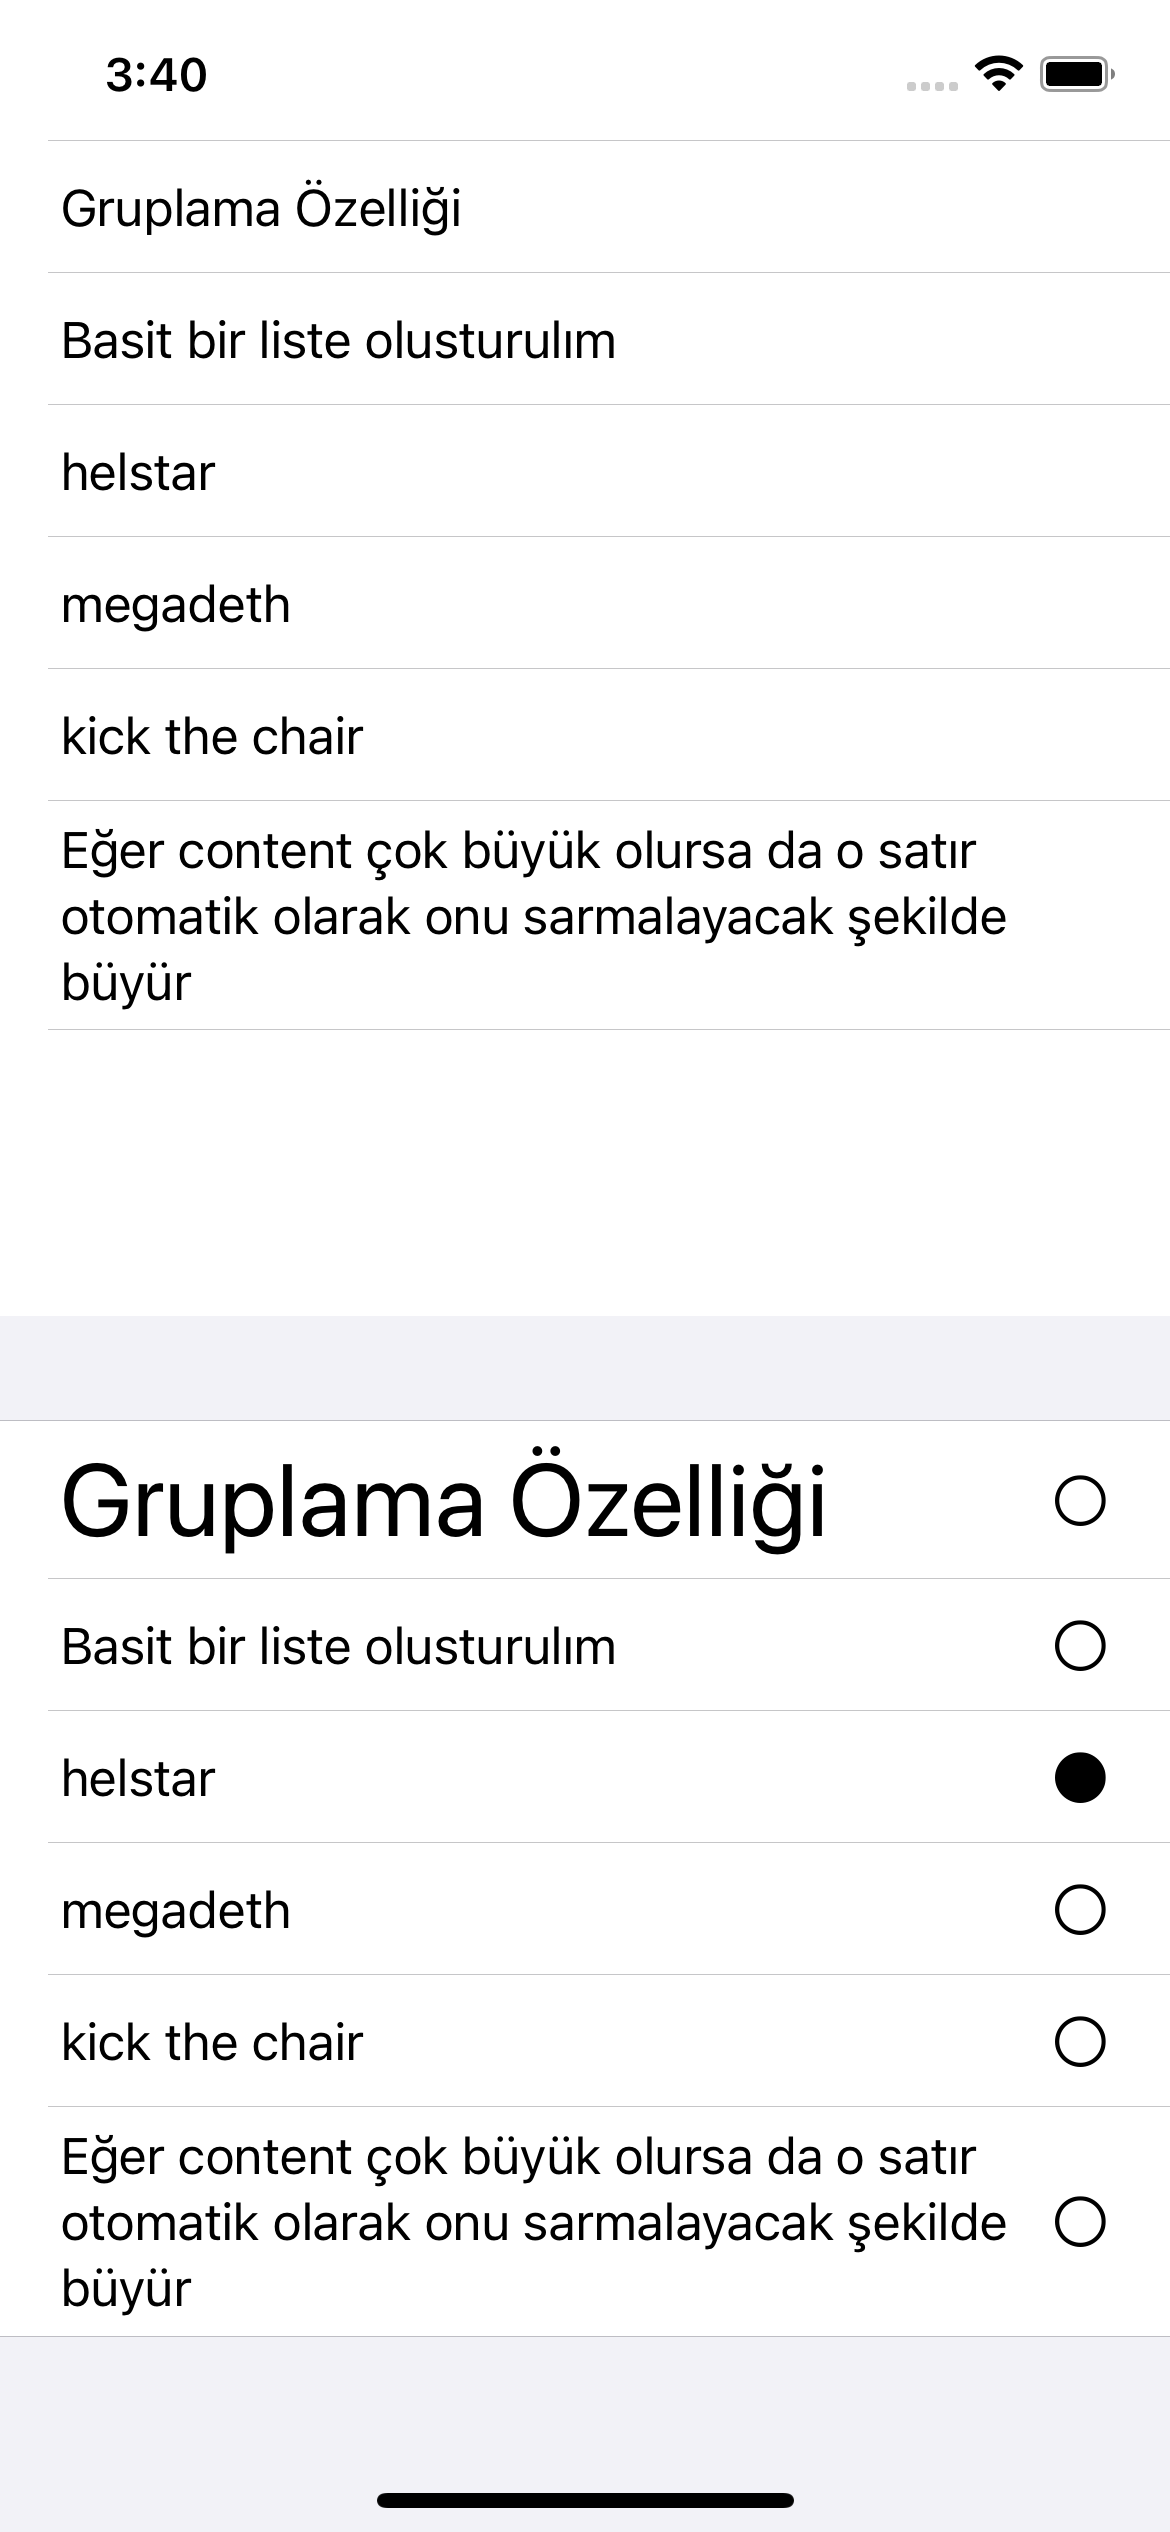 3:40
Gruplama Özelliği
Basit bir liste olusturulım
helstar
megadeth
kick the chair
Eğer content çok büyük olursa da o satır
otomatik olarak onu sarmalayacak şekilde
büyür
Gruplama Özelliği
Basit bir liste olusturulım
helstar
megadeth
kick the chair
Eğer content çok büyük olursa da o satır
otomatik olarak onu sarmalayacak şekilde
büyür